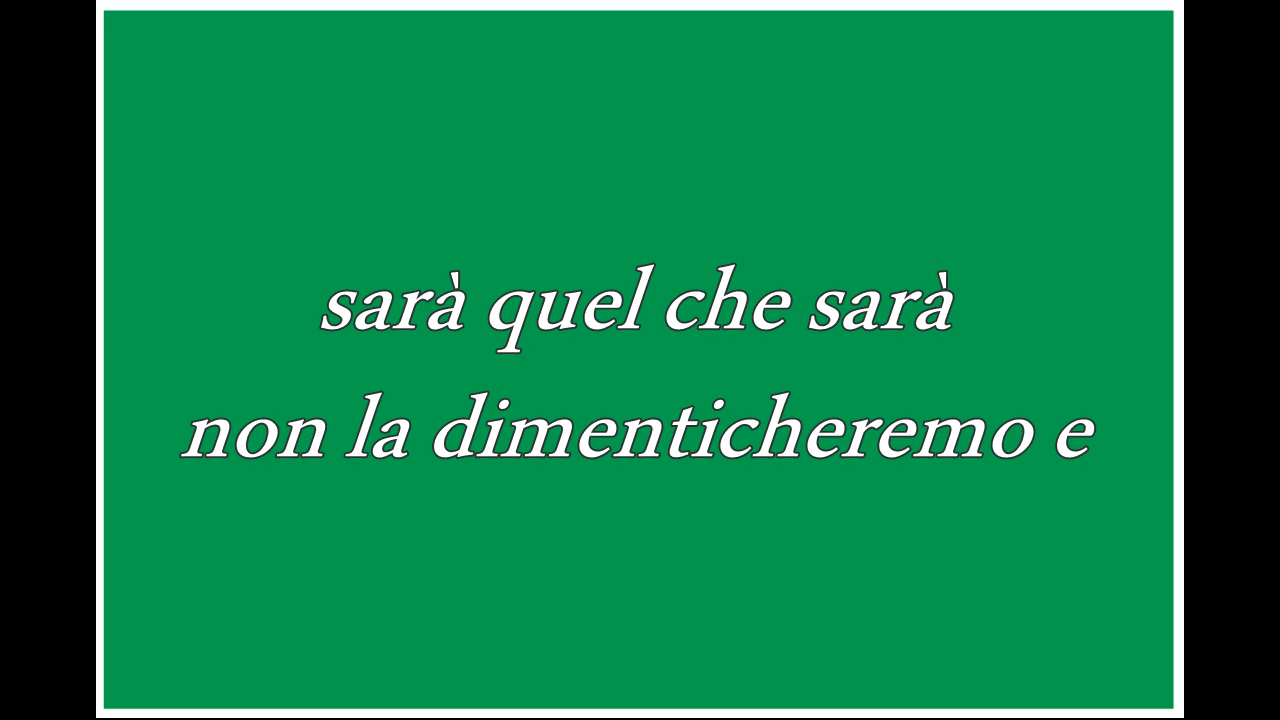 sarà quel che sarà
non la dimenticheremo e